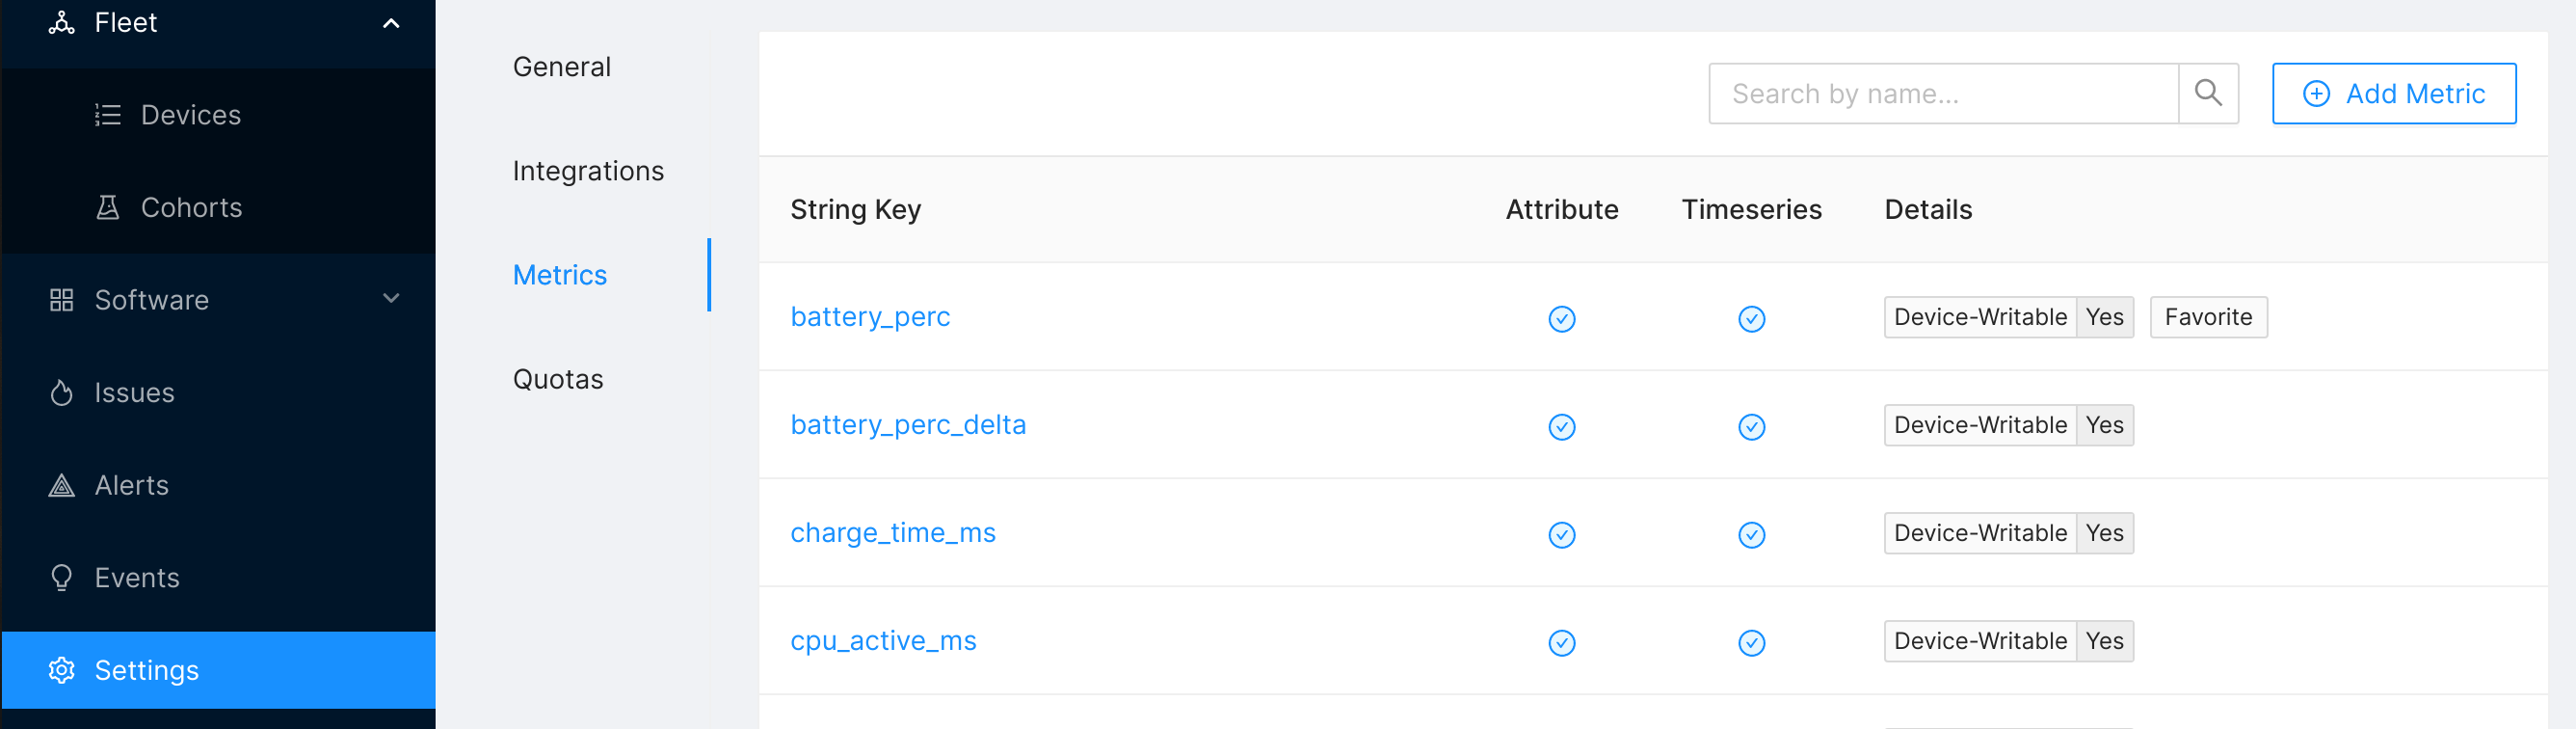 Fleet
Devices
Cohorts
Software
Issues
Alerts
Events
Settings
General
Integrations
Metrics
Quotas
Search by name...
Add Metric
String Key Attribute Timeseries Details
battery_perc Device-Writable Yes Favorite
battery_perc_delta Device-Writable Yes
charge_time_ms Device-Writable Yes
cpu_active_ms Device-Writable Yes